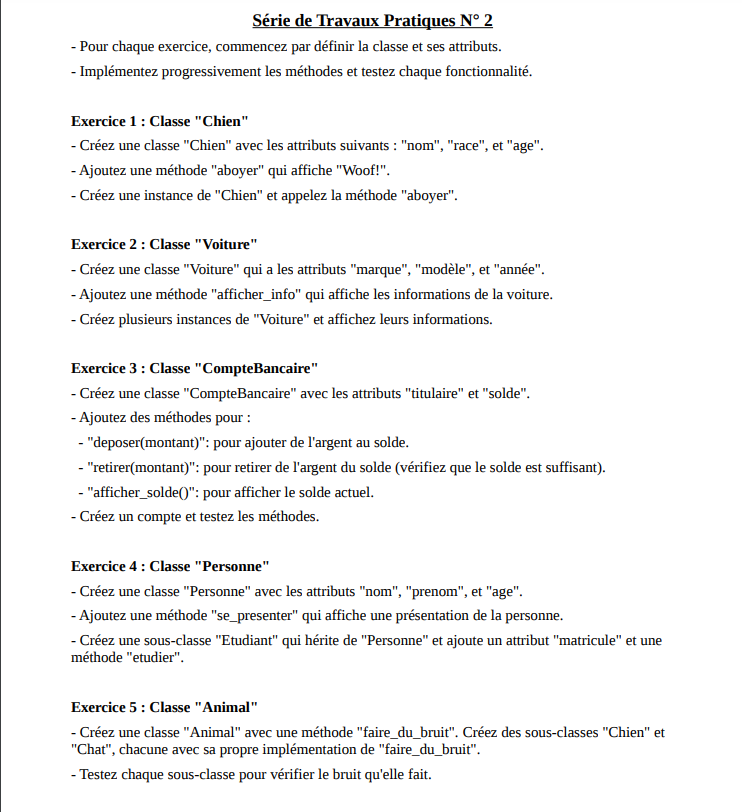 Série de Travaux Pratiques N° 2
- Pour chaque exercice, commencez par définir la classe et ses attributs.
- Implémentez progressivement les méthodes et testez chaque fonctionnalité.
Exercice 1 : Classe "Chien"
- Créez une classe "Chien" avec les attributs suivants : "nom", "race", et "age".
- Ajoutez une méthode "aboyer" qui affiche "Woof!".
- Créez une instance de "Chien" et appelez la méthode "aboyer".
Exercice 2 : Classe "Voiture"
- Créez une classe "Voiture" qui a les attributs "marque", "modèle", et "année".
- Ajoutez une méthode "afficher_info" qui affiche les informations de la voiture.
- Créez plusieurs instances de "Voiture" et affichez leurs informations.
Exercice 3 : Classe "CompteBancaire"
- Créez une classe "CompteBancaire" avec les attributs "titulaire" et "solde".
- Ajoutez des méthodes pour :
- "deposer(montant)": pour ajouter de l'argent au solde.
- "retirer(montant)": pour retirer de l'argent du solde (vérifiez que le solde est suffisant).
- "afficher_solde()": pour afficher le solde actuel.
- Créez un compte et testez les méthodes.
Exercice 4 : Classe "Personne"
- Créez une classe "Personne" avec les attributs "nom", "prenom", et "age".
- Ajoutez une méthode "se_presenter" qui affiche une présentation de la personne.
- Créez une sous-classe "Etudiant" qui hérite de "Personne" et ajoute un attribut "matricule" et une
méthode "etudier".
Exercice 5 : Classe "Animal"
- Créez une classe "Animal" avec une méthode "faire_du_bruit". Créez des sous-classes "Chien" et
"Chat", chacune avec sa propre implémentation de "faire_du_bruit".
- Testez chaque sous-classe pour vérifier le bruit qu'elle fait.